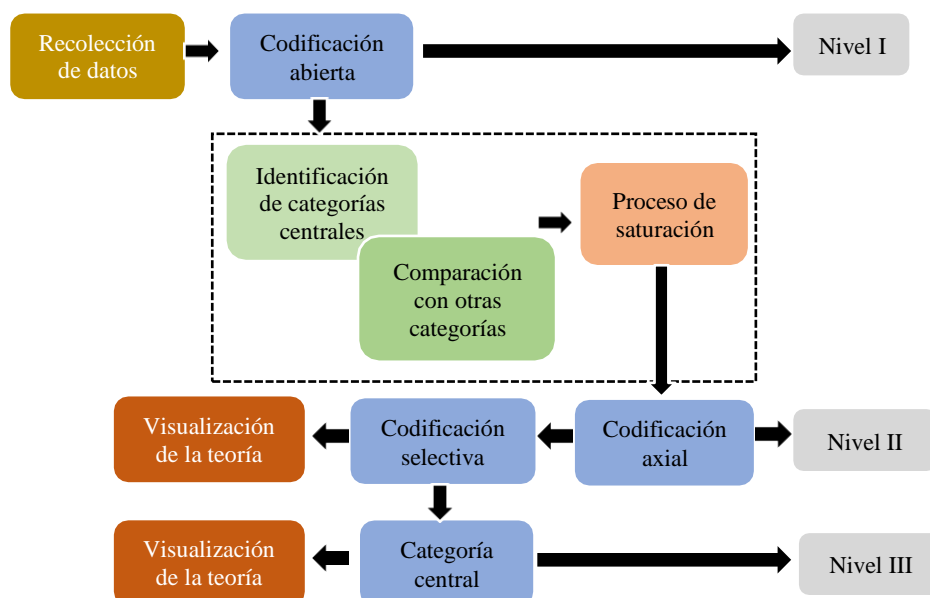 Recolección
de datos
Codificación
abierta
Nivel I
Identificación
de categorías
centrales
Comparación
con otras
categorías
Proceso de
saturación
Visualización
de la teoría
Codificación
selectiva
Codificación
axial
Nivel II
Visualización
de la teoría
Categoría
central
Nivel III